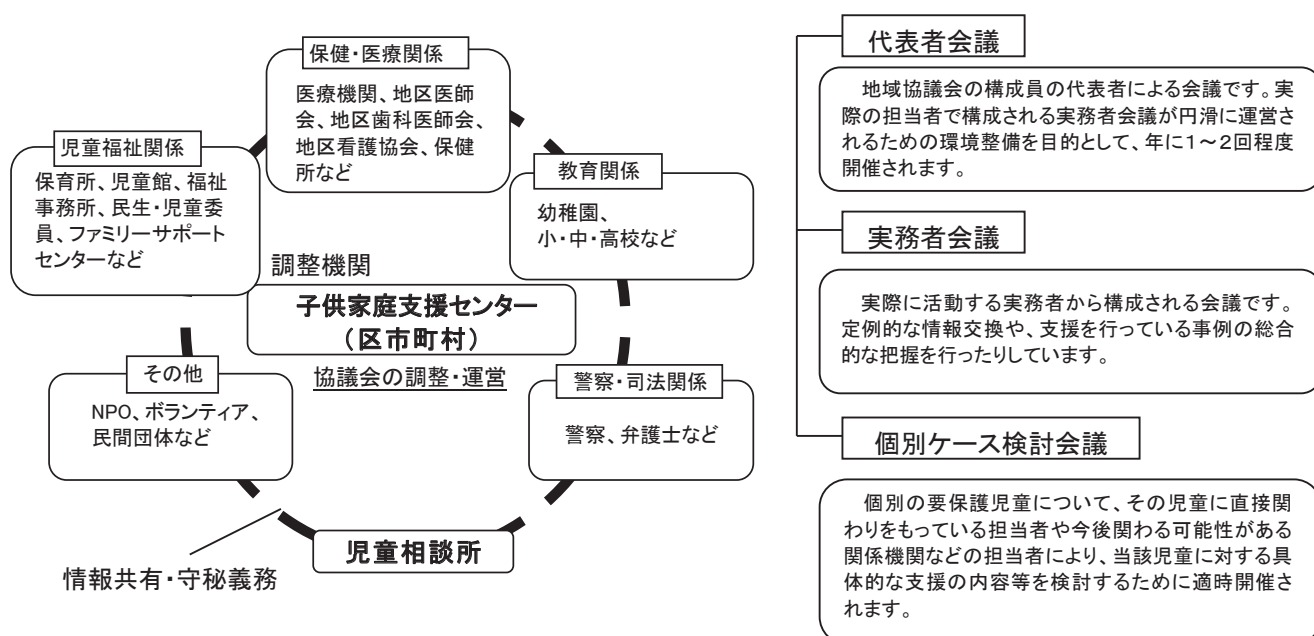 保健・医療関係
医療機関、地区医師
会、地区歯科医師会、
地区看護協会、保健
所など
児童福祉関係
保育所、児童館、福祉
事務所、民生・児童委
員、ファミリーサポート
センターなど
教育関係
幼稚園、
小・中・高校など
調整機関
子供家庭支援センター
（区市町村）
協議会の調整・運営
その他
NPO、ボランティア、
民間団体など
警察・司法関係
警察、弁護士など
児童相談所
情報共有・守秘義務
代表者会議
地域協議会の構成員の代表者による会議です。実
際の担当者で構成される実務者会議が円滑に運営さ
れるための環境整備を目的として、年に１～２回程度
開催されます。
実務者会議
実際に活動する実務者から構成される会議です。
定例的な情報交換や、支援を行っている事例の総合
的な把握を行ったりしています。
個別ケース検討会議
個別の要保護児童について、その児童に直接関
わりをもっている担当者や今後関わる可能性がある
関係機関などの担当者により、当該児童に対する具
体的な支援の内容等を検討するために適時開催さ
れます。